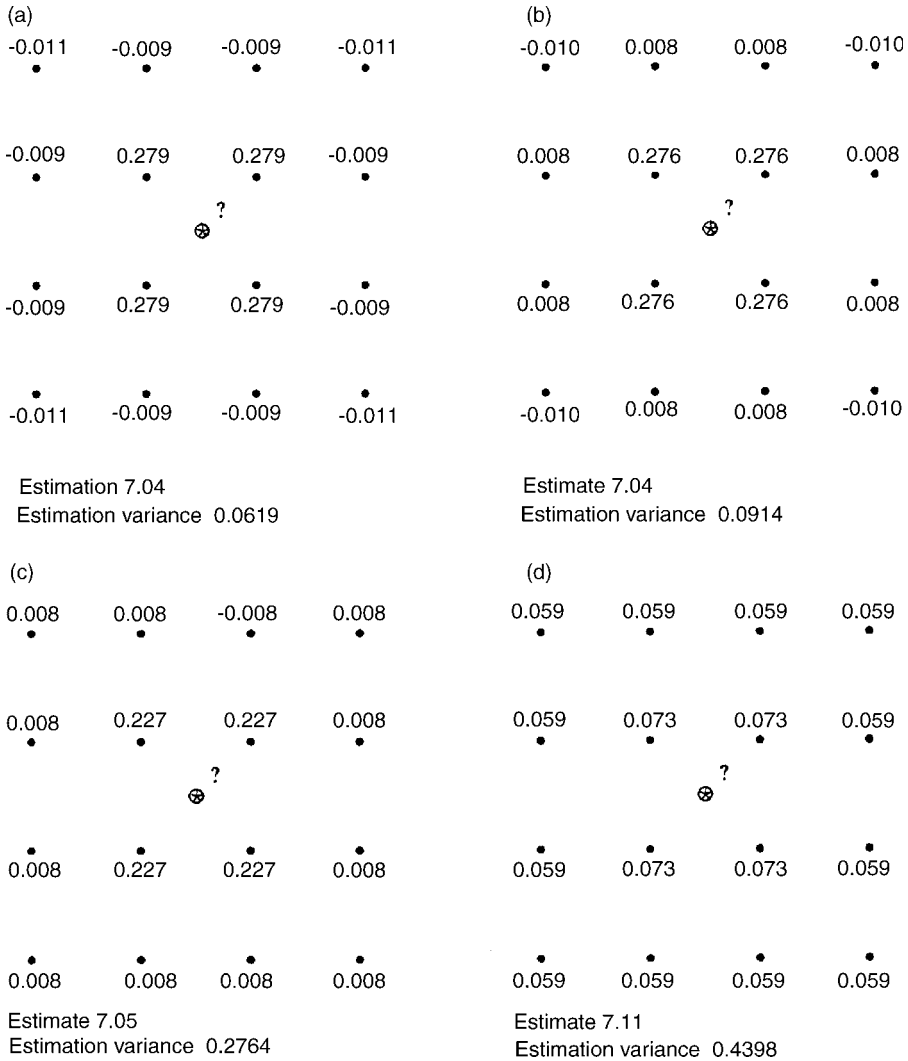 (a)
-0.011 -0.009 -0.009 -0.011
-0.009 0.279 0.279 -0.009
?
-0.009 0.279 0.279 -0.009
-0.011 -0.009 -0.009 -0.011
Estimation 7.04
Estimation variance 0.0619
(b)
-0.010 0.008 0.008 -0.010
0.008 0.276 0.276 0.008
?
0.008 0.276 0.276 0.008
-0.010 0.008 0.008 -0.010
Estimate 7.04
Estimation variance 0.0914
(c)
0.008 0.008 -0.008 0.008
0.008 0.227 0.227 0.008
?
0.008 0.227 0.227 0.008
0.008 0.008 0.008 0.008
Estimate 7.05
Estimation variance 0.2764
(d)
0.059 0.059 0.059 0.059
0.059 0.073 0.073 0.059
?
0.059 0.073 0.073 0.059
0.059 0.059 0.059 0.059
Estimate 7.11
Estimation variance 0.4398